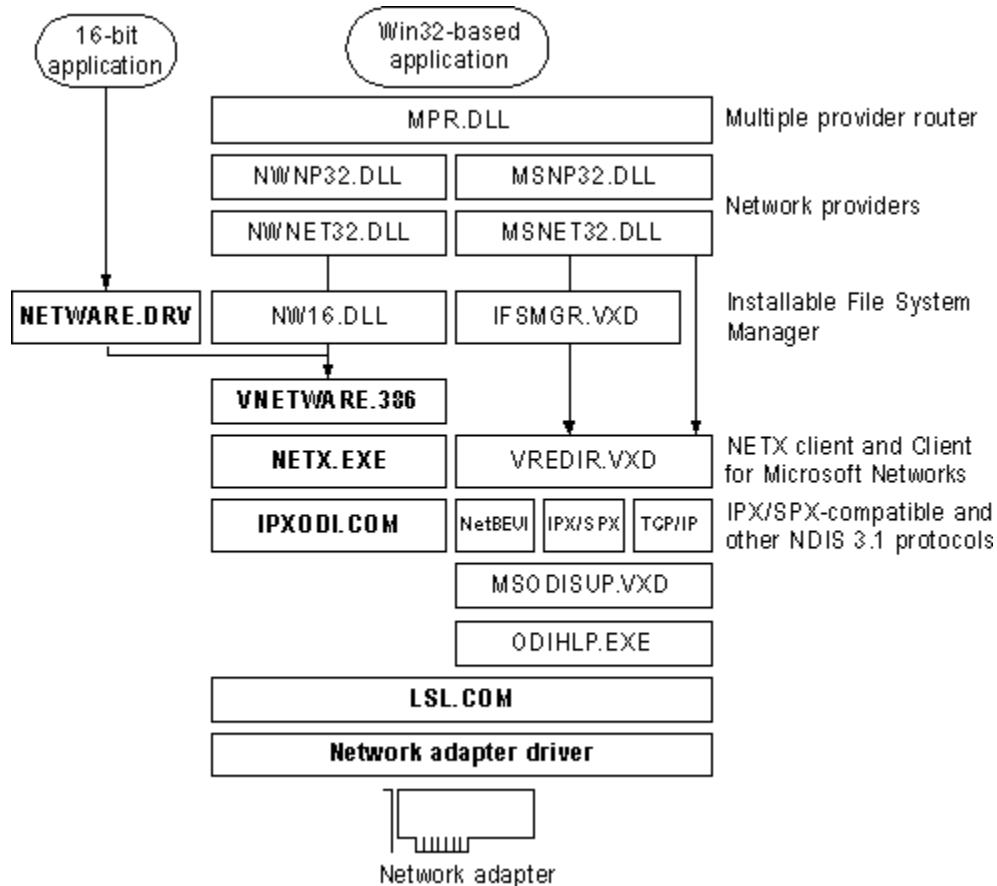 16-bit
application
Win32-based
application
MPR.DLL
Multiple provider router
NWNP32.DLL
MSNP32.DLL
Network providers
NWNET32.DLL
MSNET32.DLL
NETWARE.DRV
NW16.DLL
IFSMGR.VXD
Installable File System
Manager
VNETWARE.386
NETX.EXE
VREDIR.VXD
NETX client and Client
for Microsoft Networks
IPXODI.COM
NetBEUI
IPX/SPX
TCP/IP
IPX/SPX-compatible and
other NDIS 3.1 protocols
MSODISUP.VXD
ODIHLP.EXE
LSL.COM
Network adapter driver
Network adapter